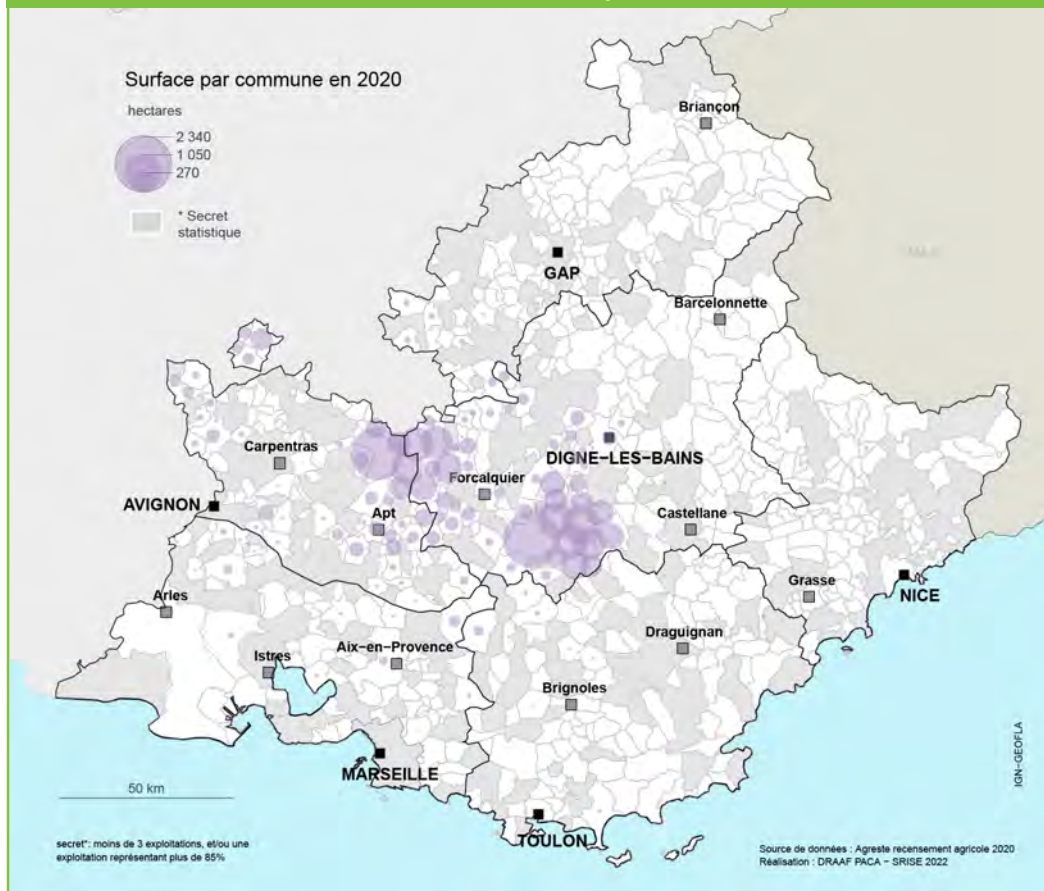 Surface par commune en 2020
hectares
2 340
1 050
270
* Secret
statistique
Briançon
GAP
Barcelonnette
Carpentras
DIGNE-LES-BAINS
Forcalquier
AVIGNON
Apt
Castellane
Grasse
NICE
Arles
Draguignan
Istres
Aix-en-Provence
Brignoles
MARSEILLE
50 km
TOULON
IGN-GEOFLA
secret*: moins de 3 exploitations, et/ou une
exploitation représentant plus de 85%
Source de données : Agreste recensement agricole 2020
Réalisation : DRAAF PACA - SRISE 2022